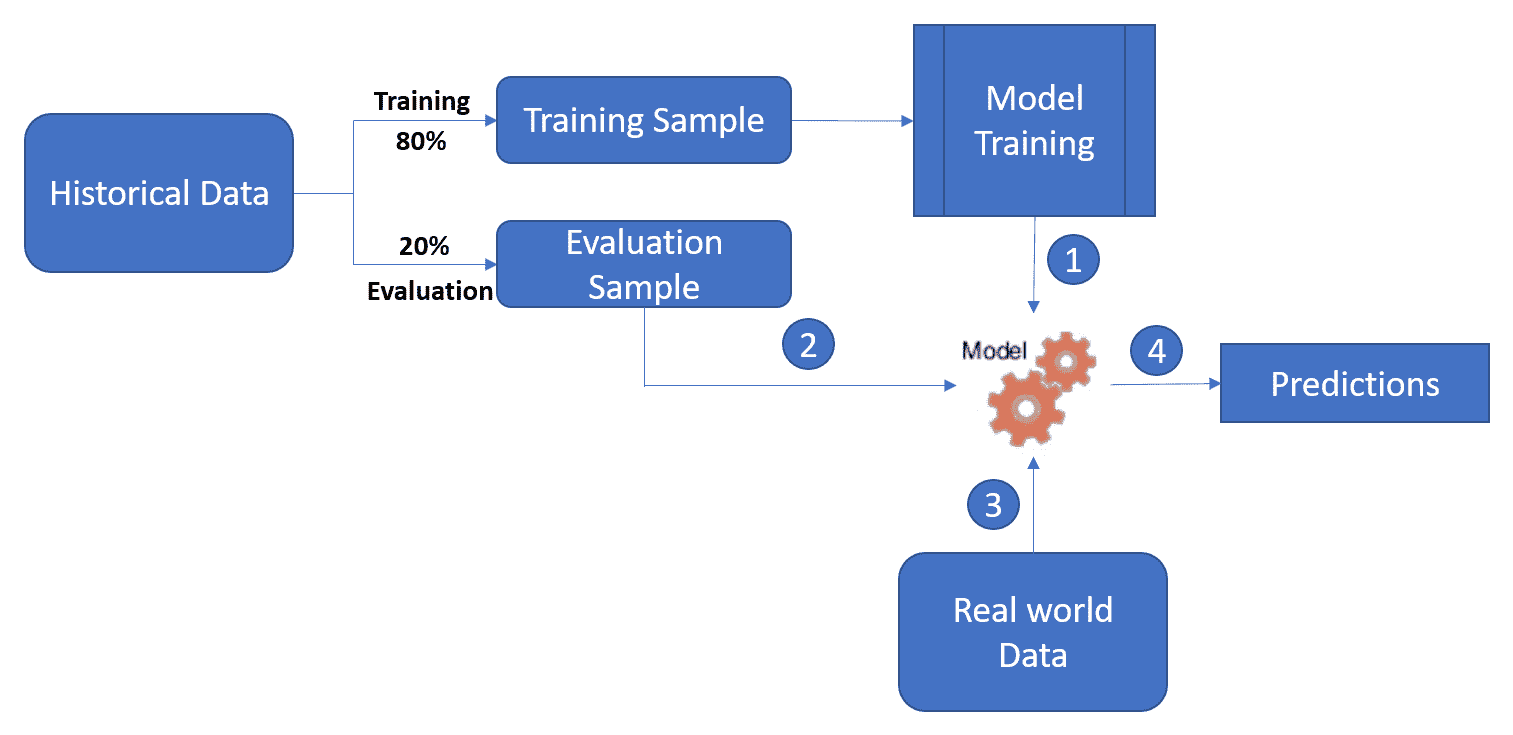 Historical Data
Training
80%
20%
Evaluation
Training Sample
Evaluation
Sample
Model
Training
1
2
Model
4
Predictions
3
Real world
Data